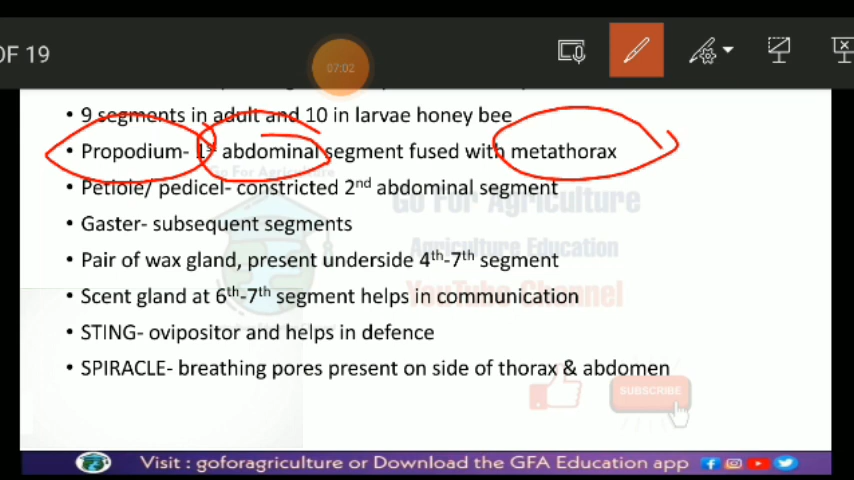 OF 19
07:02
• 9 segments in adult and 10 in larvae honey bee
• Propodium- 1st abdominal segment fused with metathorax
• Petiole/ pedicel- constricted 2nd abdominal segment
• Gaster- subsequent segments
• Pair of wax gland, present underside 4th-7th segment
• Scent gland at 6th-7th segment helps in communication
• STING- ovipositor and helps in defence
• SPIRACLE- breathing pores present on side of thorax & abdomen
Go For Agriculture
Go For Agriculture
Agriculture Education
YouTube Channel
SUBSCRIBE
Visit : goforagriculture or Download the GFA Education app